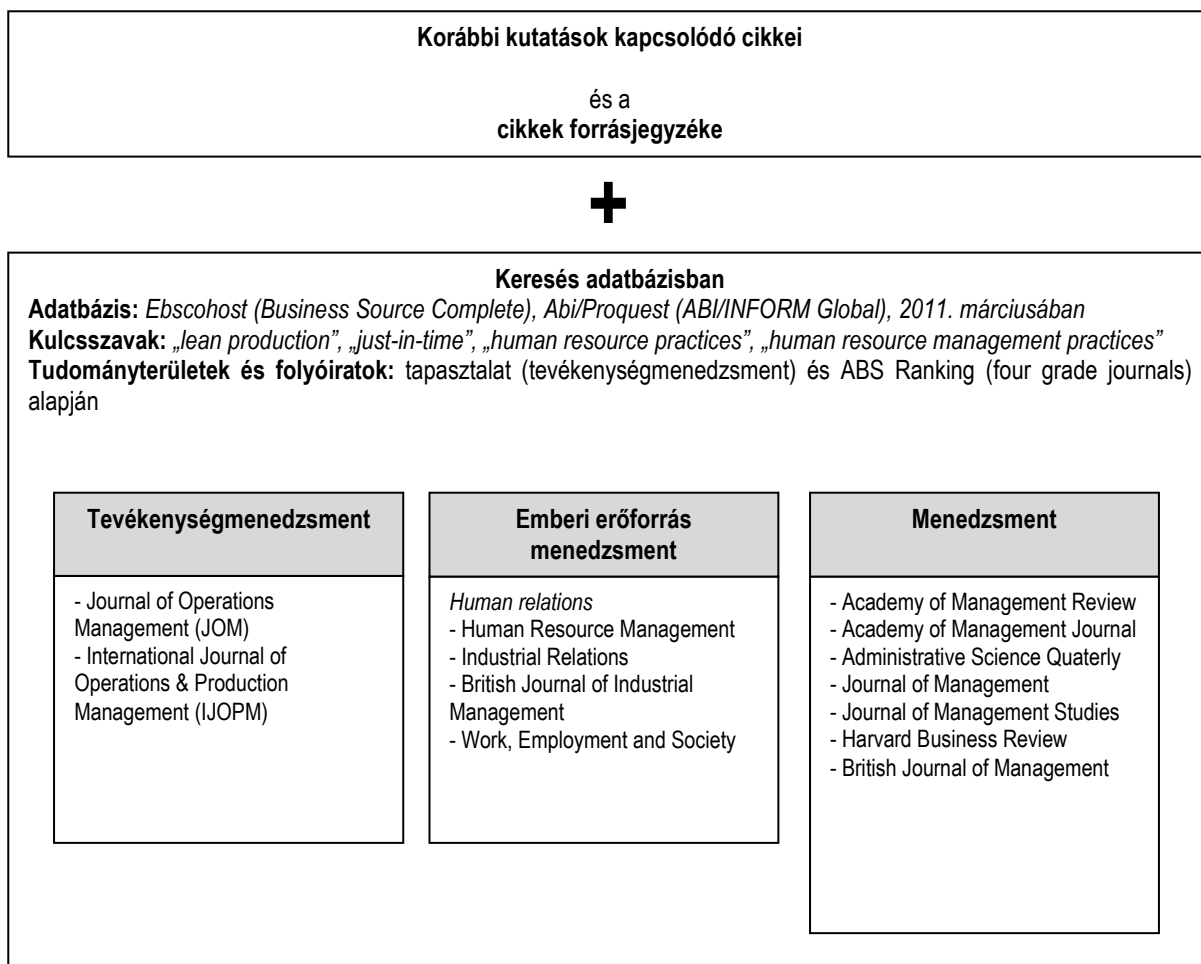 Korábbi kutatások kapcsolódó cikkei
és a
cikkek forrásjegyzéke
+
Keresés adatbázisban
Adatbázis: Ebscohost (Business Source Complete), Abi/Proquest (ABI/INFORM Global), 2011. márciusában
Kulcsszavak: „lean production”, „just-in-time”, „human resource practices”, „human resource management practices”
Tudományterületek és folyóiratok: tapasztalat (tevékenységmenedzsment) és ABS Ranking (four grade journals)
alapján
Tevékenységmenedzsment
- Journal of Operations
Management (JOM)
- International Journal of
Operations & Production
Management (IJOPM)
Emberi erőforrás
menedzsment
Human relations
- Human Resource Management
- Industrial Relations
- British Journal of Industrial
Management
- Work, Employment and Society
Menedzsment
- Academy of Management Review
- Academy of Management Journal
- Administrative Science Quaterly
- Journal of Management
- Journal of Management Studies
- Harvard Business Review
- British Journal of Management